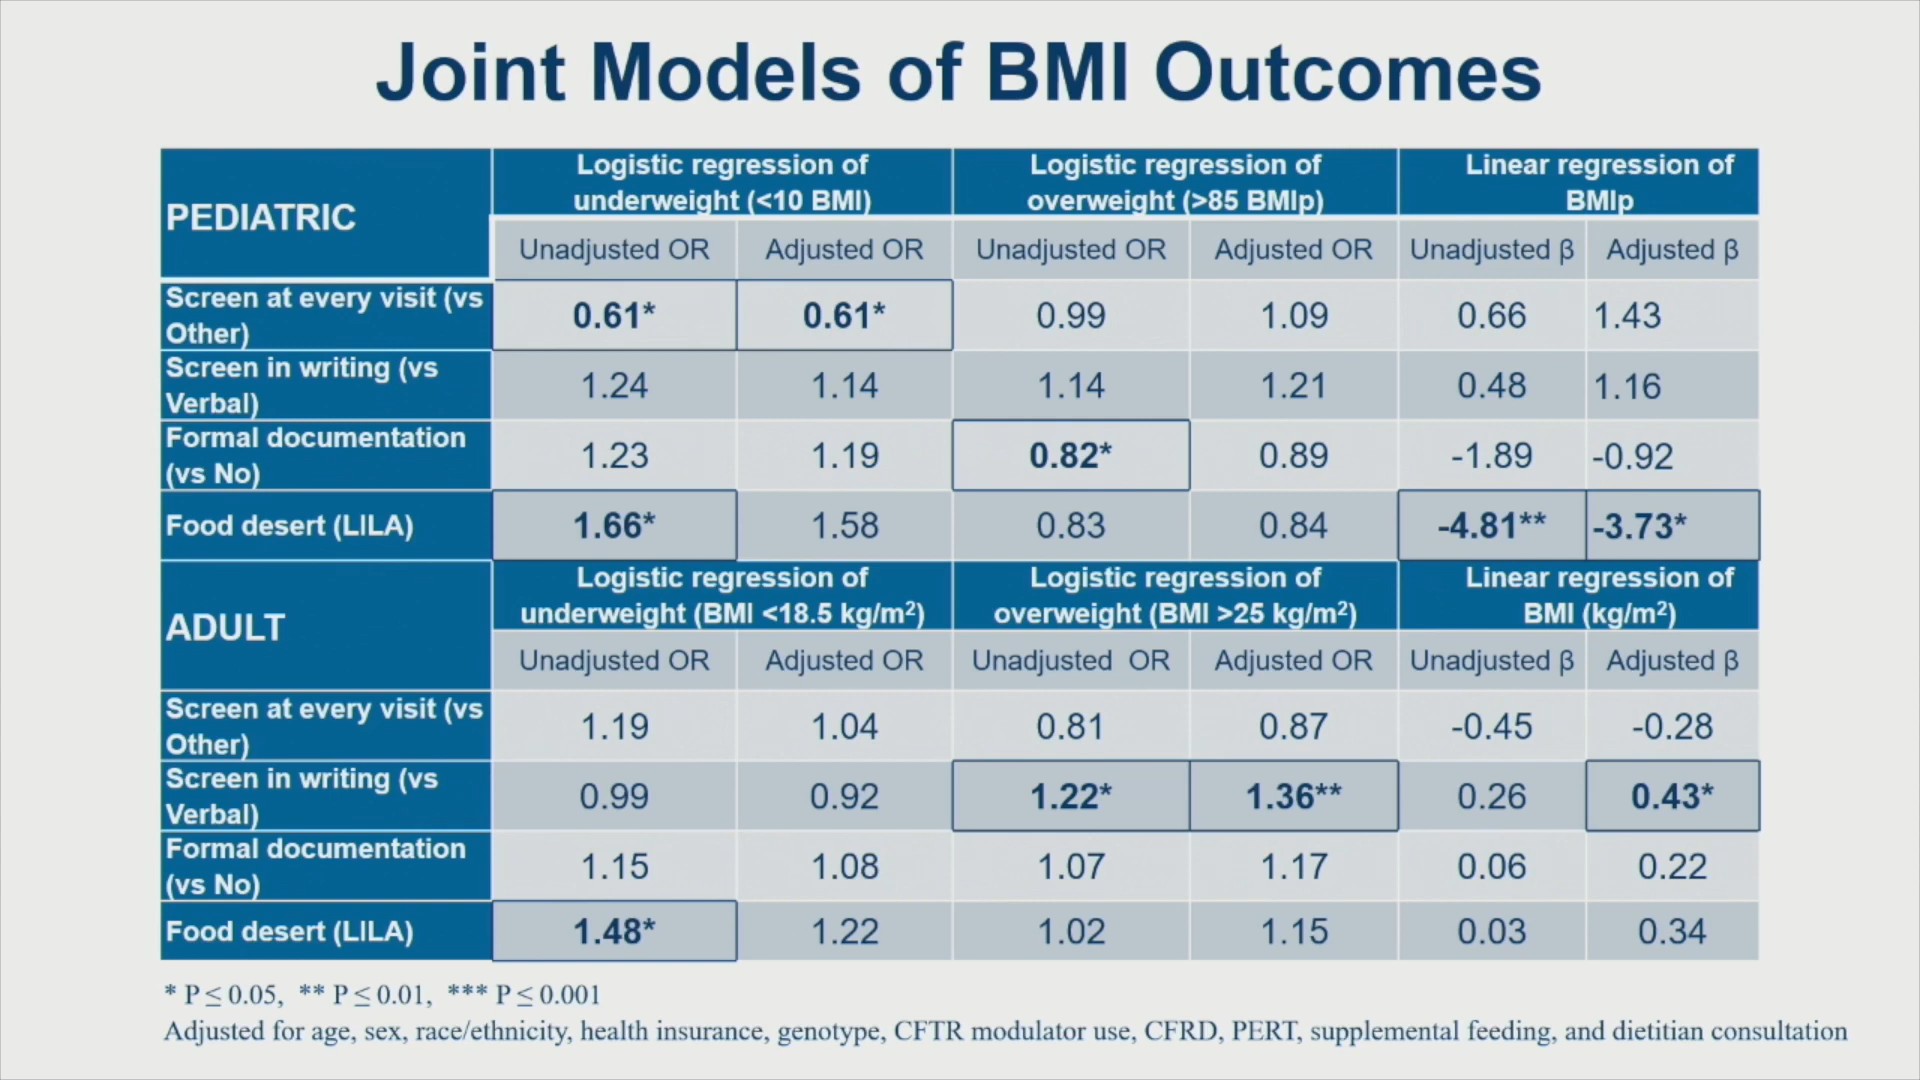 Joint Models of BMI Outcomes
PEDIATRIC
Logistic regression of
underweight (<10 BMI)
Logistic regression of
overweight (>85 BMIp)
Linear regression of
BMIp
Unadjusted OR Adjusted OR Unadjusted OR Adjusted OR Unadjusted β Adjusted β
Screen at every visit (vs
Other)
0.61* 0.61* 0.99 1.09 0.66 1.43
Screen in writing (vs
Verbal)
1.24 1.14 1.14 1.21 0.48 1.16
Formal documentation
(vs No)
1.23 1.19 0.82* 0.89 -1.89 -0.92
Food desert (LILA) 1.66* 1.58 0.83 0.84 -4.81** -3.73*
ADULT
Logistic regression of
underweight (BMI <18.5 kg/m²)
Logistic regression of
overweight (BMI >25 kg/m²)
Linear regression of
BMI (kg/m²)
Unadjusted OR Adjusted OR Unadjusted OR Adjusted OR Unadjusted β Adjusted β
Screen at every visit (vs
Other)
1.19 1.04 0.81 0.87 -0.45 -0.28
Screen in writing (vs
Verbal)
0.99 0.92 1.22* 1.36** 0.26 0.43*
Formal documentation
(vs No)
1.15 1.08 1.07 1.17 0.06 0.22
Food desert (LILA) 1.48* 1.22 1.02 1.15 0.03 0.34
* P ≤ 0.05, ** P ≤ 0.01, *** P ≤ 0.001
Adjusted for age, sex, race/ethnicity, health insurance, genotype, CFTR modulator use, CFRD, PERT, supplemental feeding, and dietitian consultation